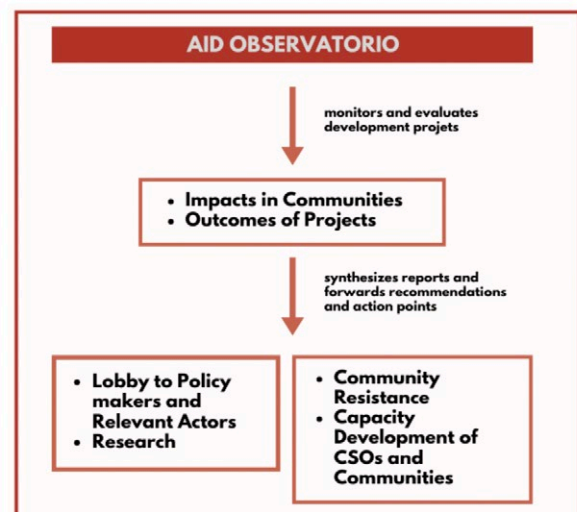 AID OBSERVATORIO
monitors and evaluates
development projets
• Impacts in Communities
• Outcomes of Projects
synthesizes reports and
forwards recommendations
and action points
• Lobby to Policy
makers and
Relevant Actors
• Research
• Community
Resistance
• Capacity
Development of
CSOs and
Communities